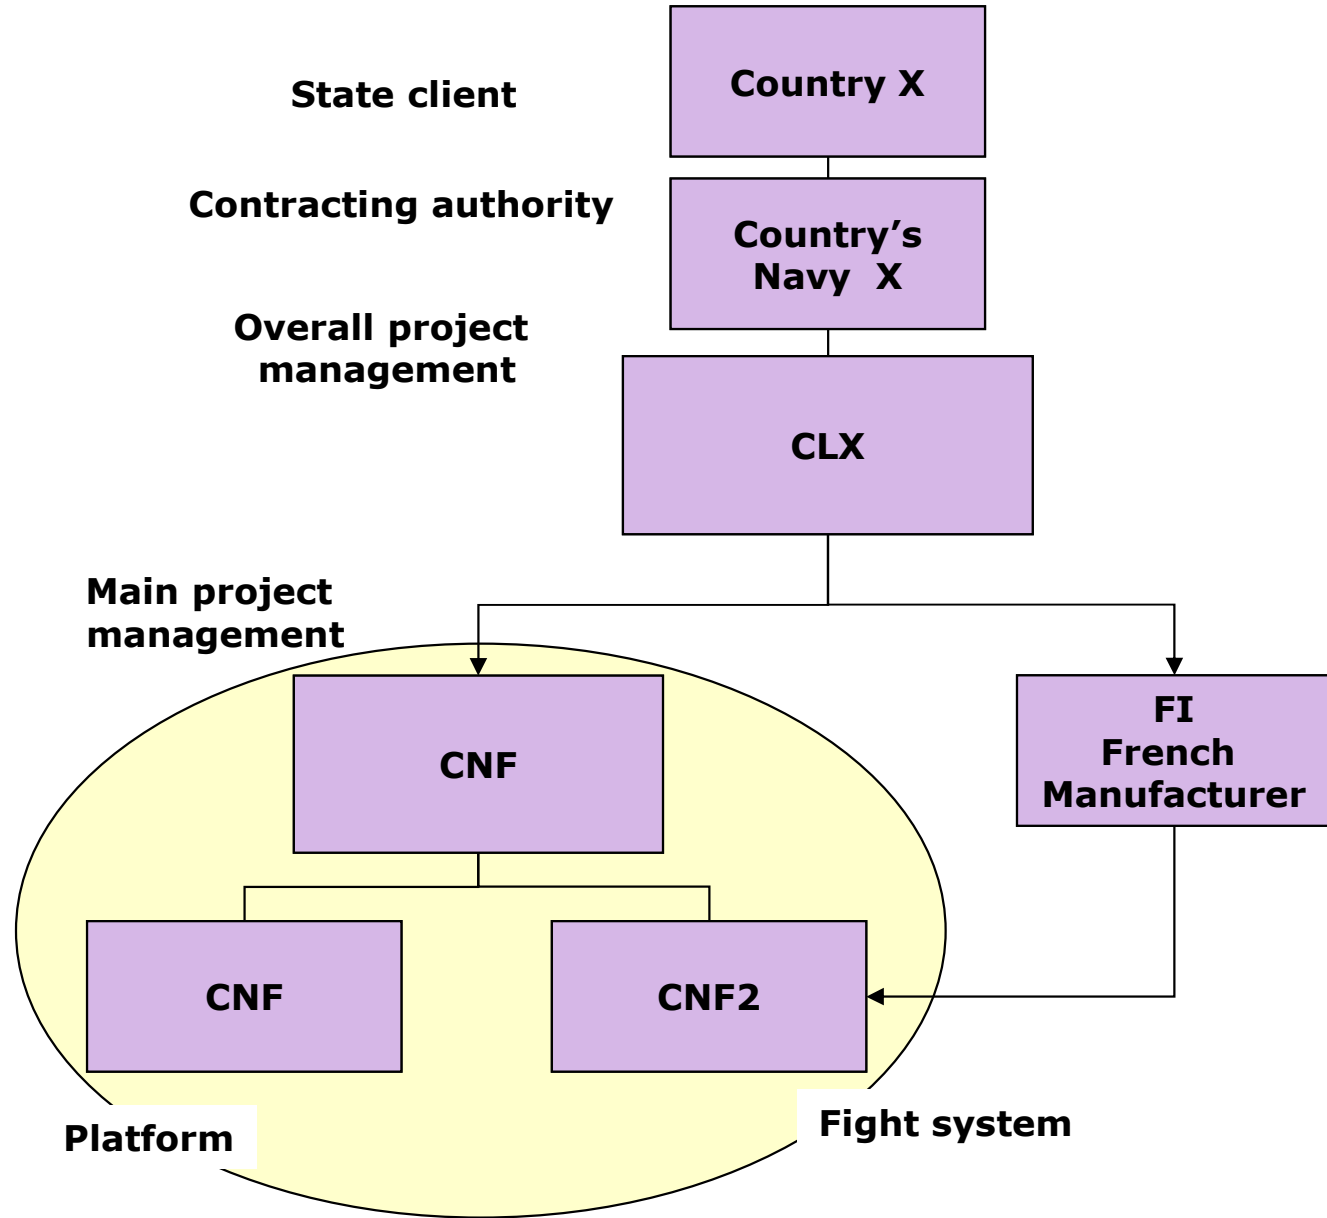 State client
Country X
Contracting authority
Country’s
Navy  X
Overall project
management
CLX
Main project
management
CNF
FI
French
Manufacturer
CNF
CNF2
Platform
Fight system